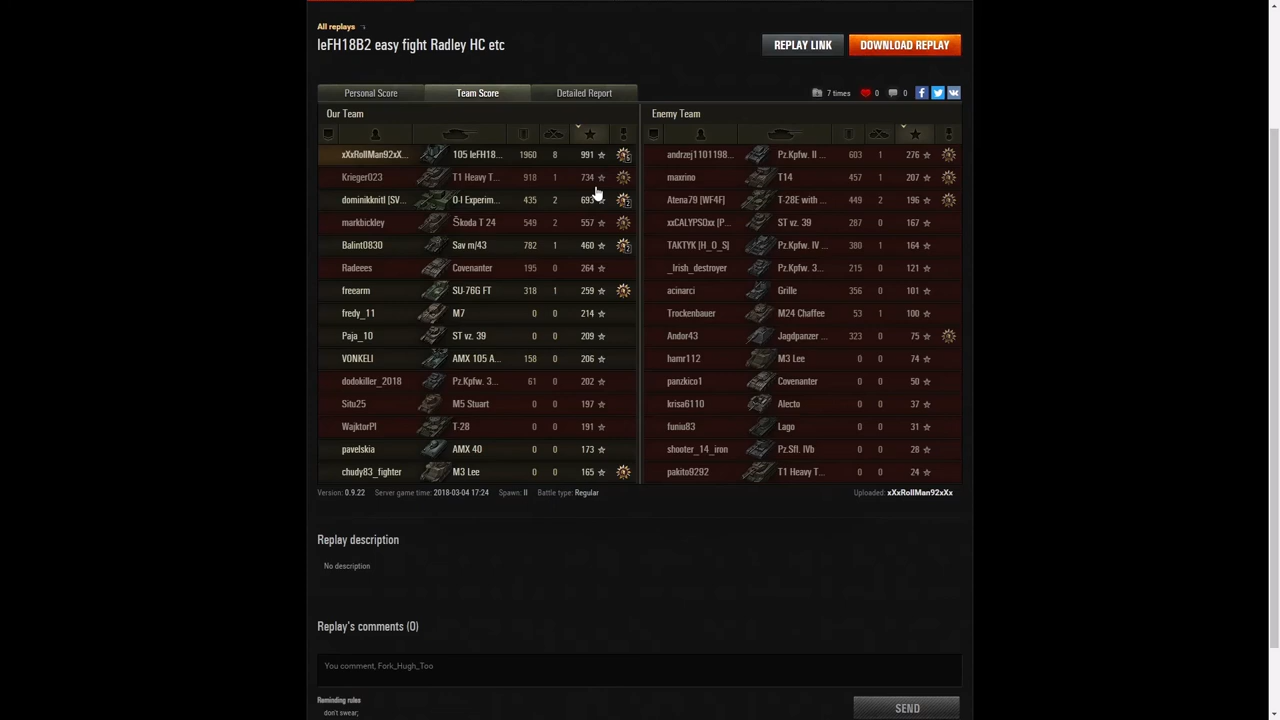 All replays
leFH18B2 easy fight Radley HC etc
REPLAY LINK
DOWNLOAD REPLAY
Personal Score
Team Score
Detailed Report
7 times
0
0
Our Team
Enemy Team
xXxRollMan92xX... 105 leFH18... 1960 8 991
Krieger023 T1 Heavy T... 918 1 734
dominikknitl [SV... O-I Experim... 435 2 693
markbickley Škoda T 24 549 2 557
Balint0830 Sav m/43 782 1 460
Radeees Covenanter 195 0 264
freearm SU-76G FT 318 1 259
fredy_11 M7 0 0 214
Paja_10 ST vz. 39 0 0 209
VONKELI AMX 105 A... 158 0 206
dodokiller_2018 Pz.Kpfw. 3... 61 0 202
Situ25 M5 Stuart 0 0 197
WajktorPl T-28 0 0 191
pavelskia AMX 40 0 0 173
chudy83_fighter M3 Lee 0 0 165
andrzej1101198... Pz.Kpfw. II ... 603 1 276
maxrino T14 457 1 207
Atena79 [WF4F] T-28E with ... 449 2 196
xxCALYPSOxx [P... ST vz. 39 287 0 167
TAKTYK [H_O_S] Pz.Kpfw. IV ... 380 1 164
_Irish_destroyer Pz.Kpfw. 3... 215 0 121
acinarci Grille 356 0 101
Trockenbauer M24 Chaffee 53 1 100
Andor43 Jagdpanzer ... 323 0 75
hamr112 M3 Lee 0 0 74
panzkico1 Covenanter 0 0 50
krisa6110 Alecto 0 0 37
funiu83 Lago 0 0 31
shooter_14_iron Pz.Sfl. IVb 0 0 28
pakito9292 T1 Heavy T... 0 0 24
Version: 0.9.22 Server game time: 2018-03-04 17:24 Spawn: II Battle type: Regular
Uploaded: xXxRollMan92xXx
Replay description
No description
Replay's comments (0)
You comment, Fork_Hugh_Too
Reminding rules
don't swear;
SEND